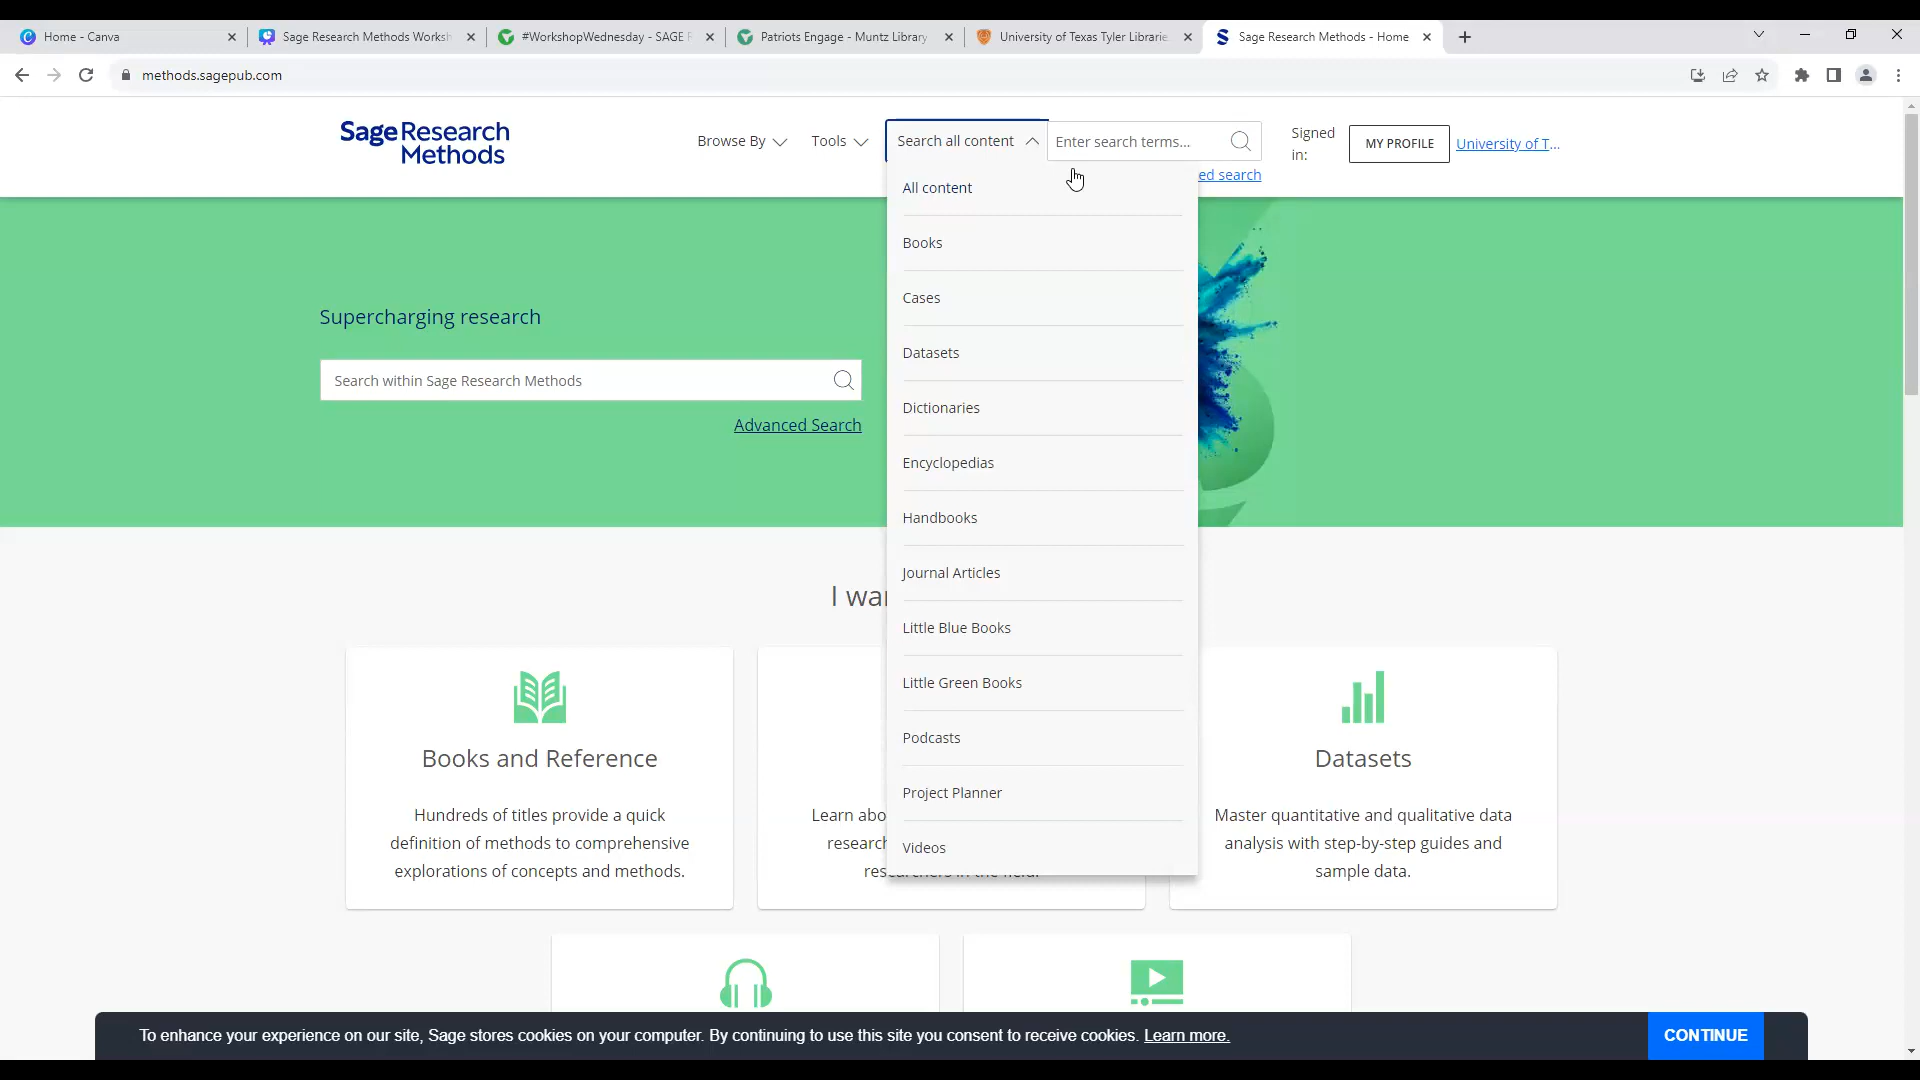 Home - Canva
Sage Research Methods Worksh
#WorkshopWednesday - SAGE F
Patriots Engage - Muntz Library
University of Texas Tyler Librarie
Sage Research Methods - Home
methods.sagepub.com
Sage Research
Methods
Browse By
Tools
Search all content
Enter search terms...
Signed
in:
MY PROFILE
University of T...
ed search
All content
Books
Cases
Datasets
Dictionaries
Encyclopedias
Handbooks
Journal Articles
Little Blue Books
Little Green Books
Podcasts
Project Planner
Videos
Supercharging research
Search within Sage Research Methods
Advanced Search
I wa
Books and Reference
Hundreds of titles provide a quick
definition of methods to comprehensive
explorations of concepts and methods.
Learn abo
research
Datasets
Master quantitative and qualitative data
analysis with step-by-step guides and
sample data.
To enhance your experience on our site, Sage stores cookies on your computer. By continuing to use this site you consent to receive cookies. Learn more.
CONTINUE